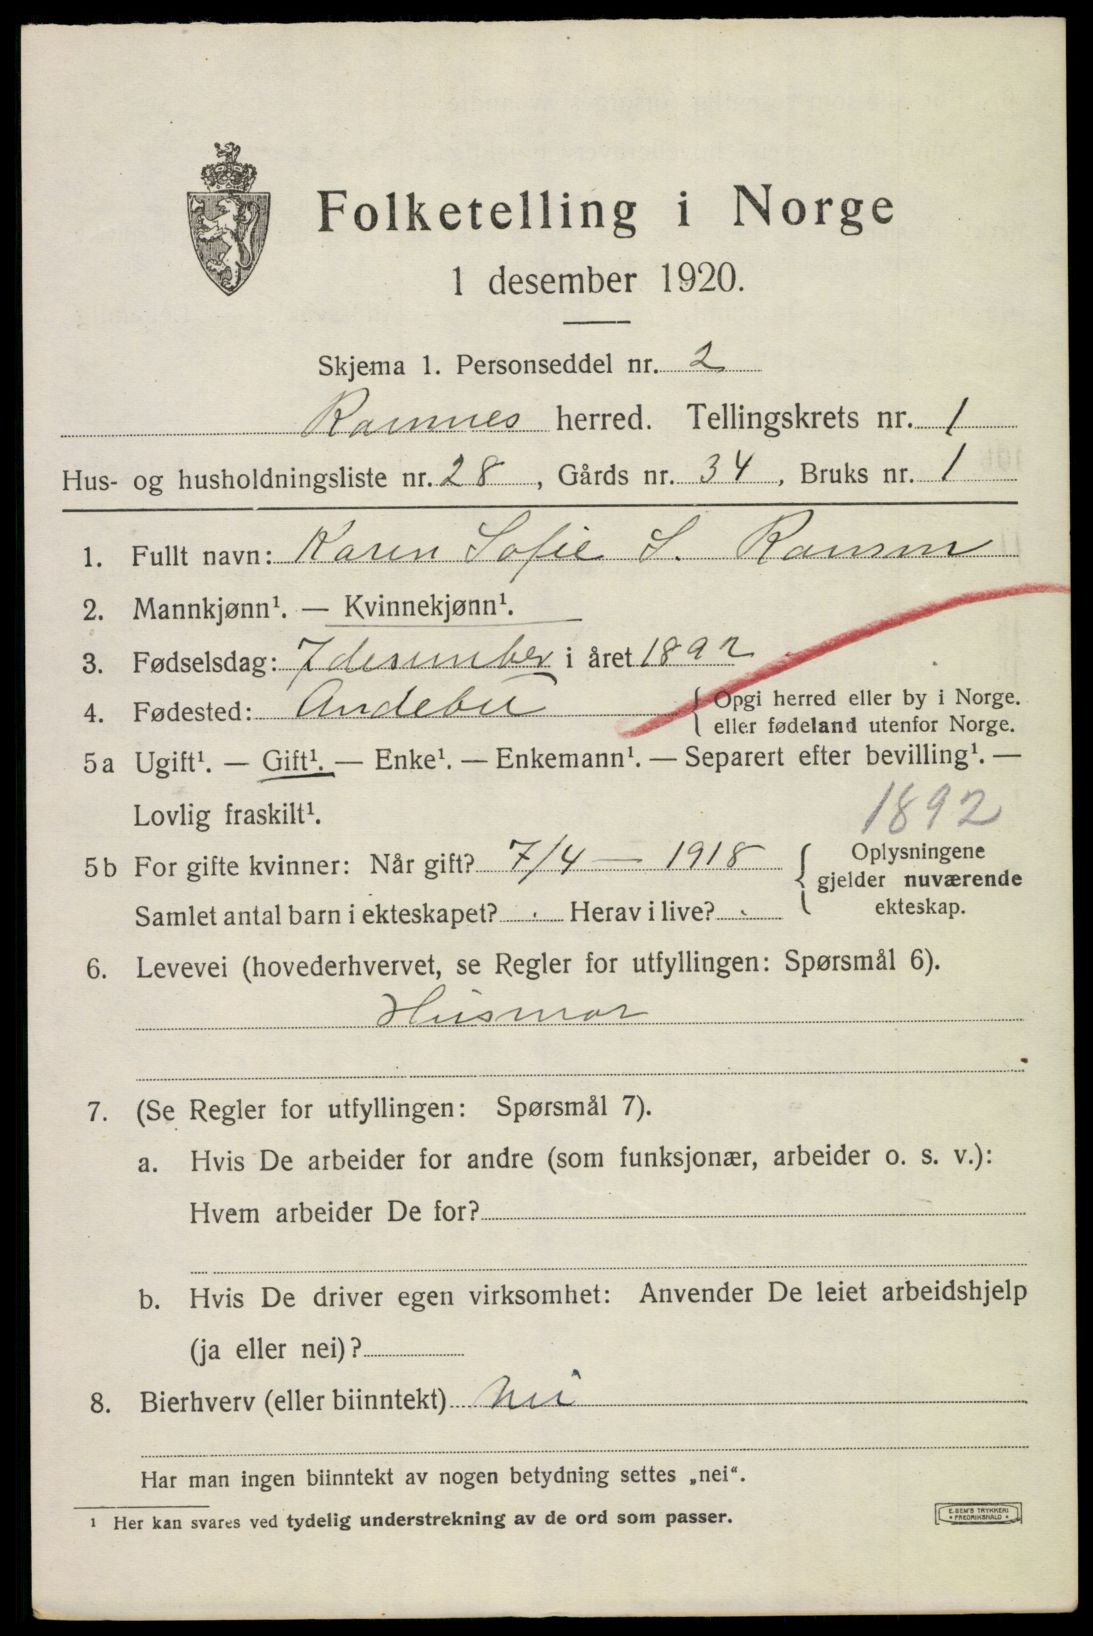 Folketelling i Norge
1 desember 1920.
Skjema 1. Personseddel nr. 2
Ramnes herred. Tellingskrets nr. 1
Hus- og husholdningsliste nr. 28, Gårds nr. 34, Bruks nr. 1
1. Fullt navn: Karen Sofie S.
2. Mannkjønn¹. — Kvinnekjønn¹.
3. Fødselsdag: 7 desember i året 1892
4. Fødested: Andebu { Opgi herred eller by i Norge.
eller fødeland utenfor Norge.
5a Ugift¹. — Gift¹. — Enke¹. — Enkemann¹. — Separert efter bevilling¹. —
Lovlig fraskilt¹.
1892
5b For gifte kvinner: Når gift? 7/4 — 1918 { Oplysningene
gjelder nuværende
ekteskap.
Samlet antal barn i ekteskapet? . Herav i live? .
6. Levevei (hovederhvervet, se Regler for utfyllingen: Spørsmål 6).
Husmor
7. (Se Regler for utfyllingen: Spørsmål 7).
a. Hvis De arbeider for andre (som funksjonær, arbeider o. s. v.):
Hvem arbeider De for?
b. Hvis De driver egen virksomhet: Anvender De leiet arbeidshjelp
(ja eller nei)?
8. Bierhverv (eller biinntekt) Nei
Har man ingen biinntekt av nogen betydning settes „nei“.
¹ Her kan svares ved tydelig understrekning av de ord som passer.
E. SEM'S TRYKKERI
• FREDRIKSHALD •